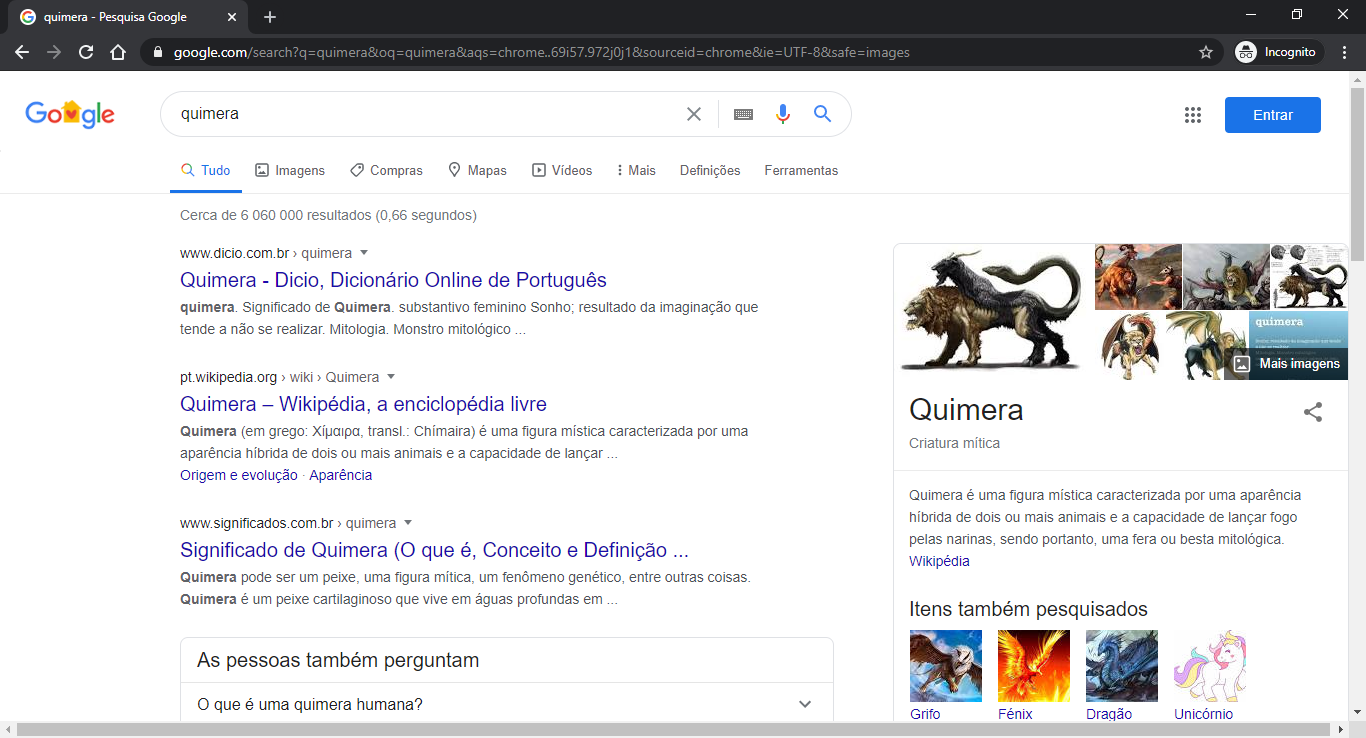 quimera - Pesquisa Google
google.com/search?q=quimera&oq=quimera&aqs=chrome..69i57.972j0j1&sourceid=chrome&ie=UTF-8&safe=images
Incognito
Google
quimera
Entrar
Tudo Imagens Compras Mapas Vídeos Mais Definições Ferramentas
Cerca de 6 060 000 resultados (0,66 segundos)
www.dicio.com.br › quimera
Quimera - Dicio, Dicionário Online de Português
quimera. Significado de Quimera. substantivo feminino Sonho; resultado da imaginação que
tende a não se realizar. Mitologia. Monstro mitológico ...
pt.wikipedia.org › wiki › Quimera
Quimera – Wikipédia, a enciclopédia livre
Quimera (em grego: Χίμαιρα, transl.: Chímaira) é uma figura mística caracterizada por uma
aparência híbrida de dois ou mais animais e a capacidade de lançar ...
Origem e evolução · Aparência
www.significados.com.br › quimera
Significado de Quimera (O que é, Conceito e Definição ...
Quimera pode ser um peixe, uma figura mítica, um fenômeno genético, entre outras coisas.
Quimera é um peixe cartilaginoso que vive em águas profundas em ...
As pessoas também perguntam
O que é uma quimera humana?
quimera
Mais imagens
Quimera
Criatura mítica
Quimera é uma figura mística caracterizada por uma aparência
híbrida de dois ou mais animais e a capacidade de lançar fogo
pelas narinas, sendo portanto, uma fera ou besta mitológica.
Wikipédia
Itens também pesquisados
Grifo Fénix Dragão Unicórnio